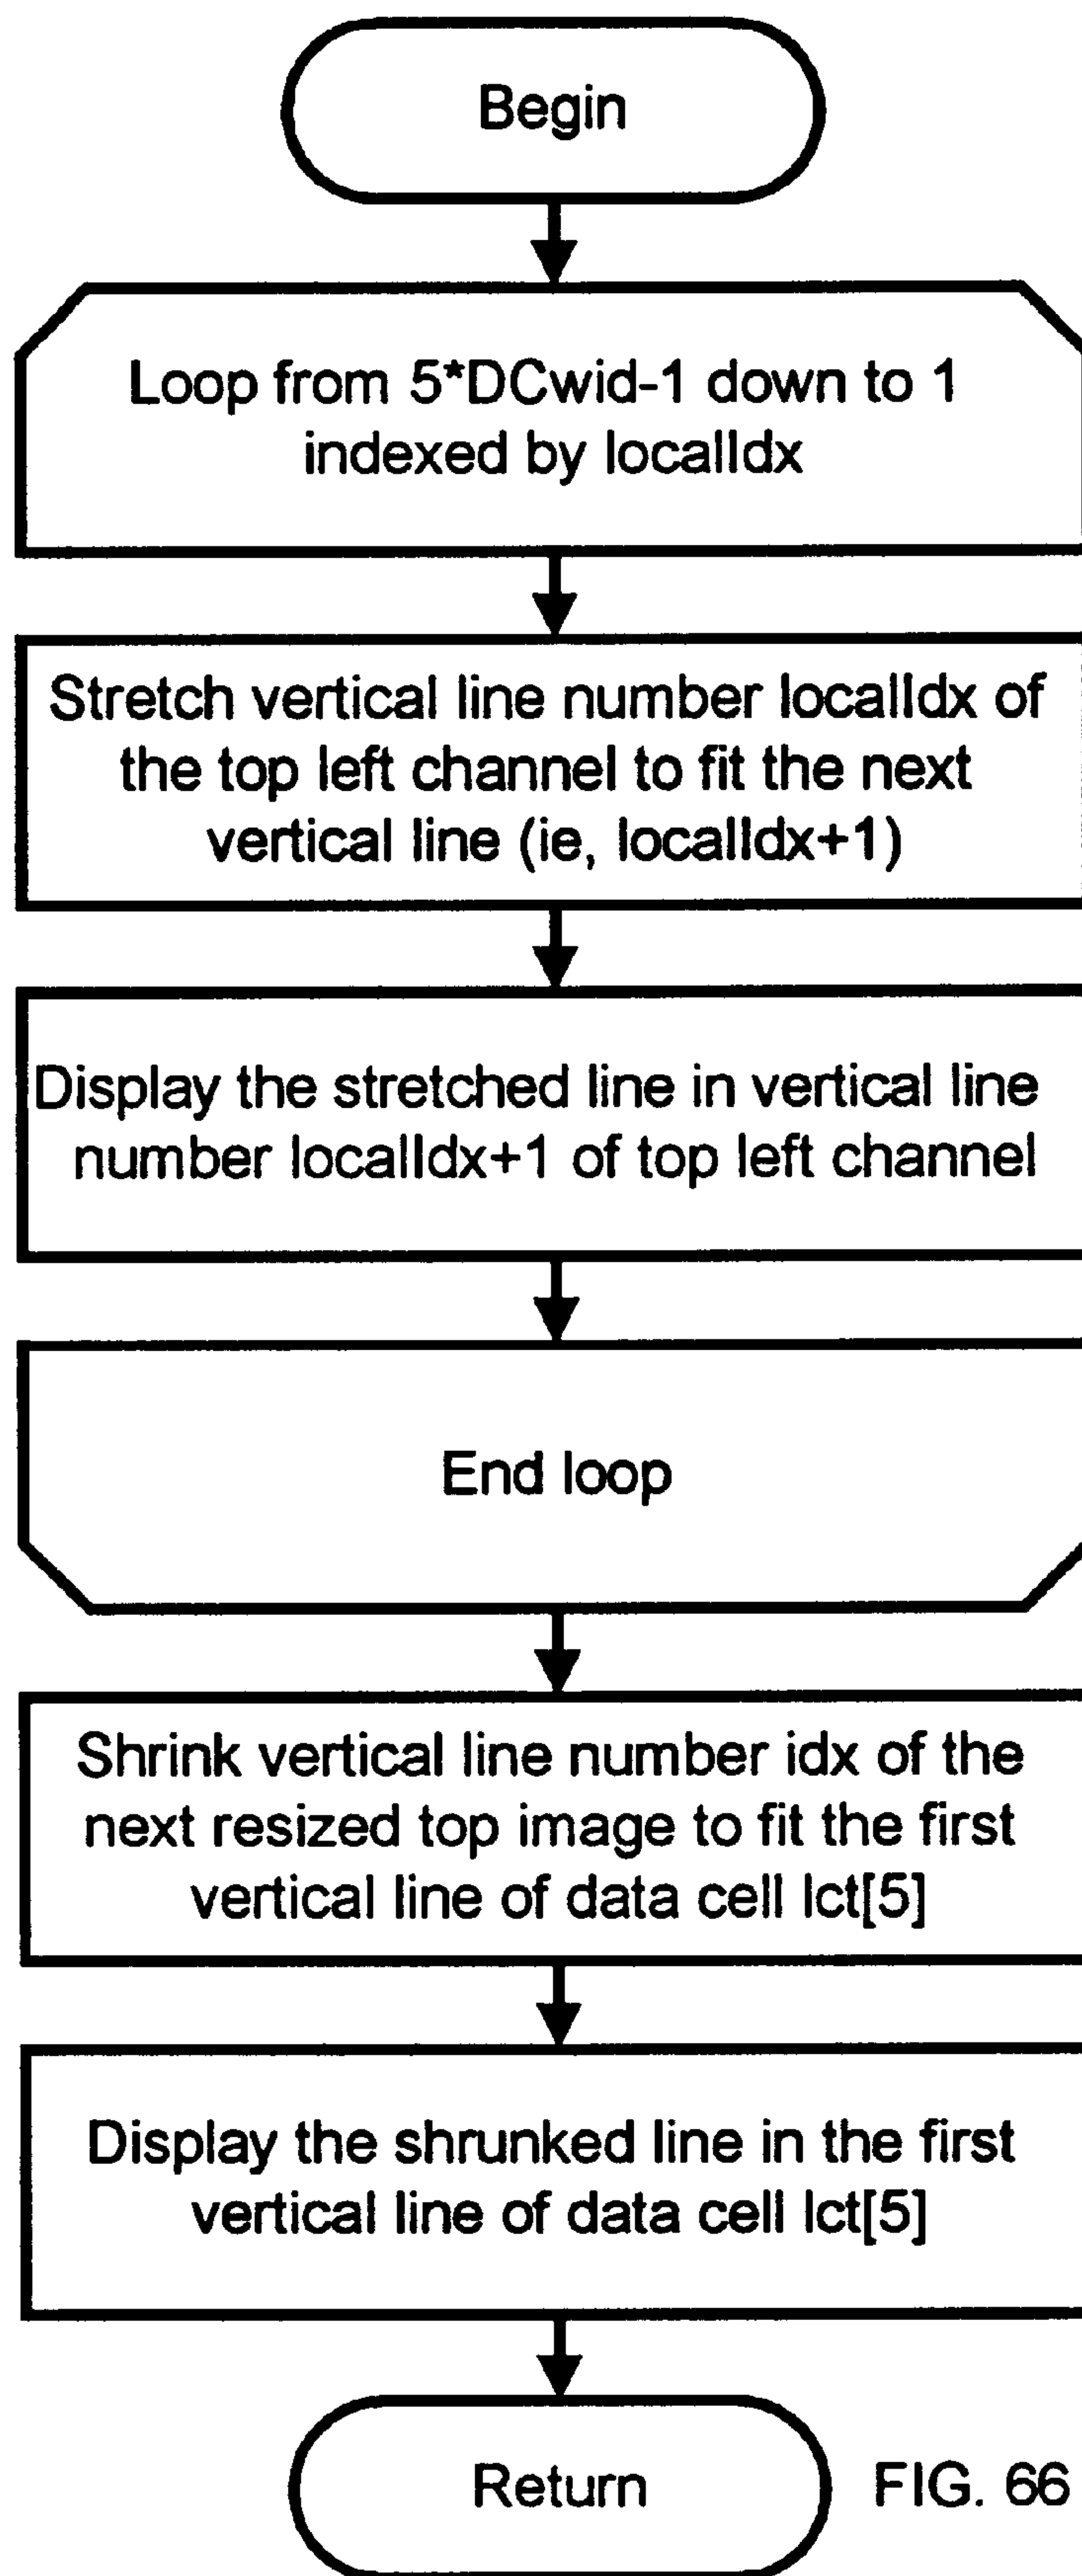 Begin
Loop from 5*DCwid-1 down to 1
indexed by localIdx
Stretch vertical line number localIdx of
the top left channel to fit the next
vertical line (ie, localIdx+1)
Display the stretched line in vertical line
number localIdx+1 of top left channel
End loop
Shrink vertical line number idx of the
next resized top image to fit the first
vertical line of data cell lct[5]
Display the shrunked line in the first
vertical line of data cell lct[5]
Return
FIG. 66